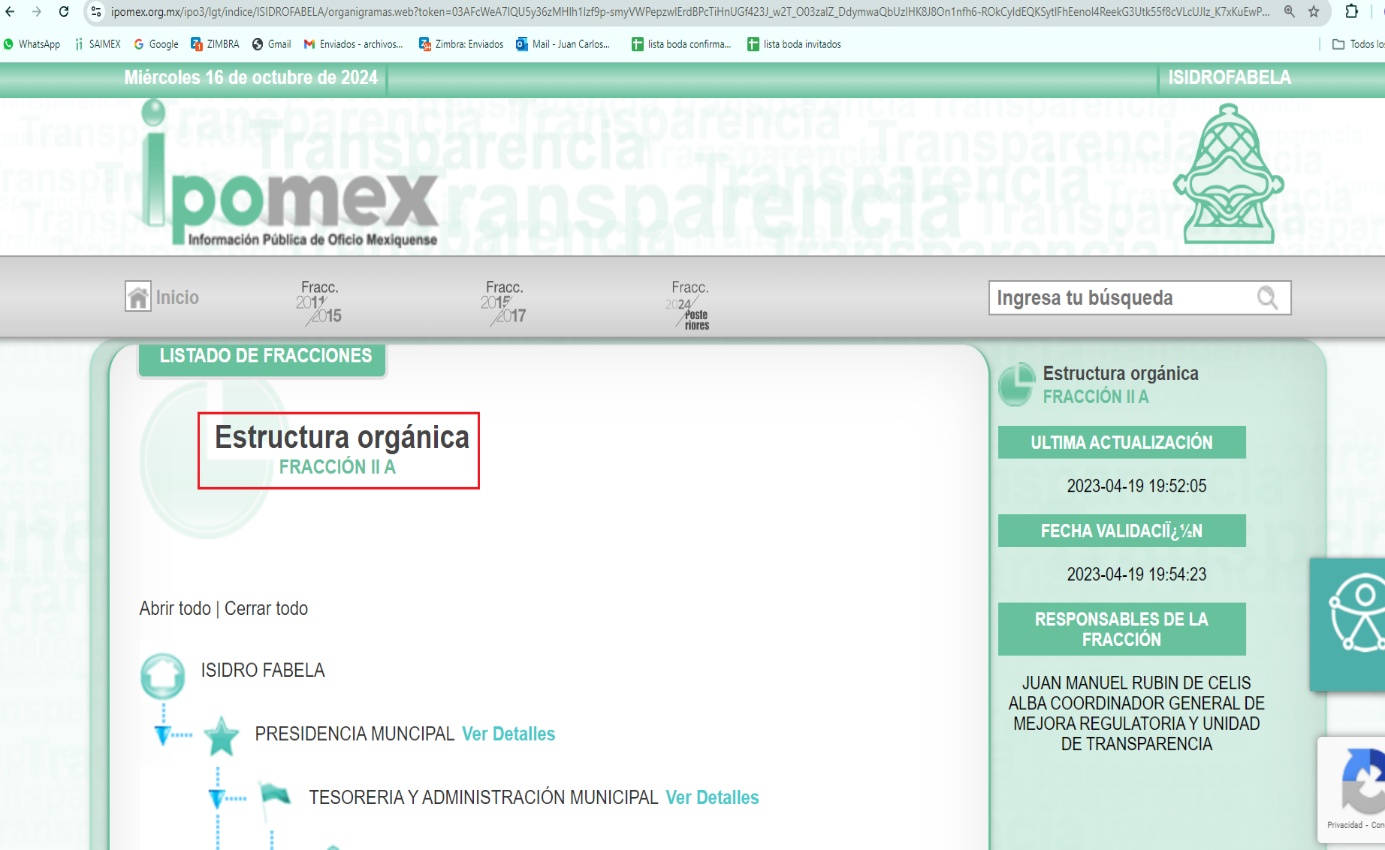 ipomex.org.mx/ipo3/lgt/indice/ISIDROFABELA/organigramas.web?token=03AFcWeA7IQU5y36zMHIh1Izf9p-smyVWPepzwIErdBPcTiHnUGf423J_w2T_O03zaIZ_DdymwaQbUzIHK8J8On1nfh6-ROkCyIdEQKSytIFhEenoI4ReekG3Utk55f8cVLcUJIz_K7xKuEwP...
WhatsApp SAIMEX Google ZIMBRA Gmail Enviados - archivos... Zimbra: Enviados Mail - Juan Carlos... lista boda confirma... lista boda invitados Todos los
Miércoles 16 de octubre de 2024 ISIDROFABELA
ipomex
Información Pública de Oficio Mexiquense
Transparencia
Inicio
Fracc.
2011/2015
Fracc.
2015/2017
Fracc.
2024/Poste
riores
Ingresa tu búsqueda
LISTADO DE FRACCIONES
Estructura orgánica
FRACCIÓN II A
Abrir todo | Cerrar todo
ISIDRO FABELA
PRESIDENCIA MUNCIPAL Ver Detalles
TESORERIA Y ADMINISTRACIÓN MUNICIPAL Ver Detalles
Estructura orgánica
FRACCIÓN II A
ULTIMA ACTUALIZACIÓN
2023-04-19 19:52:05
FECHA VALIDACIÏ¿½N
2023-04-19 19:54:23
RESPONSABLES DE LA
FRACCIÓN
JUAN MANUEL RUBIN DE CELIS
ALBA COORDINADOR GENERAL DE
MEJORA REGULATORIA Y UNIDAD
DE TRANSPARENCIA
Privacidad - Con